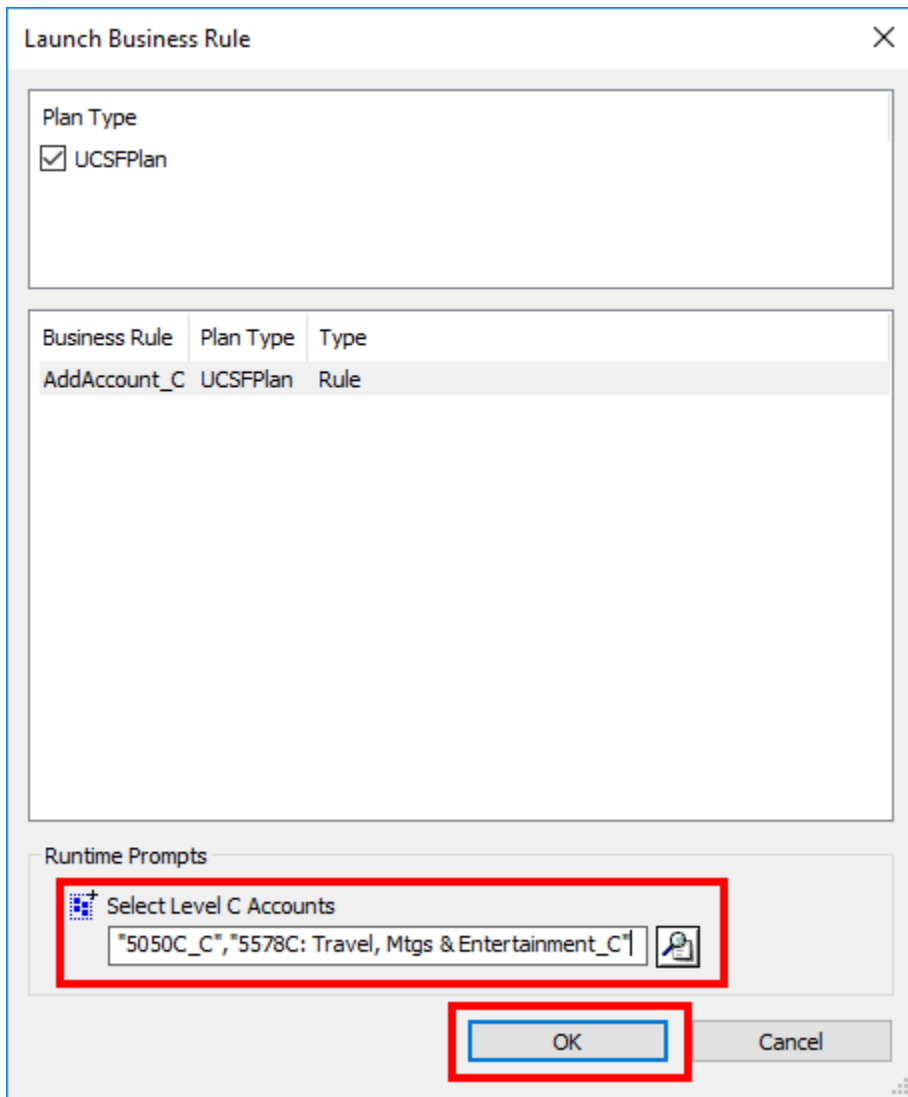 Launch Business Rule
Plan Type
UCSFPlan
Business Rule Plan Type Type
AddAccount_C UCSFPlan Rule
Runtime Prompts
Select Level C Accounts
"5050C_C","5578C: Travel, Mtgs & Entertainment_C"
OK Cancel